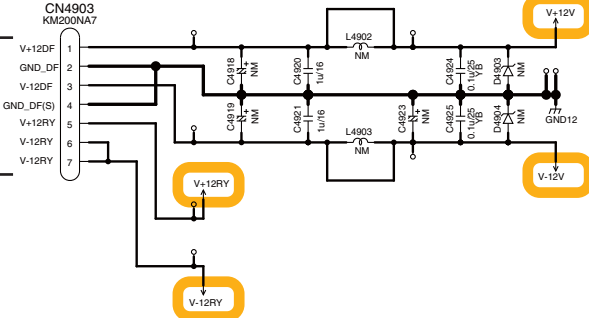 CN4903
KM200NA7
V+12DF 1
GND_DF 2
V-12DF 3
GND_DF(S) 4
V+12RY 5
V-12RY 6
V-12RY 7
C4918
+
NM
C4919
NM
C4920
1u/16
C4921
1u/16
L4902
NM
L4903
NM
C4923
+
NM
C4924
0.1u/25
YB
C4925
0.1u/25
YB
D4903
NM
D4904
NM
V+12V
GND12
V-12V
V+12RY
V-12RY